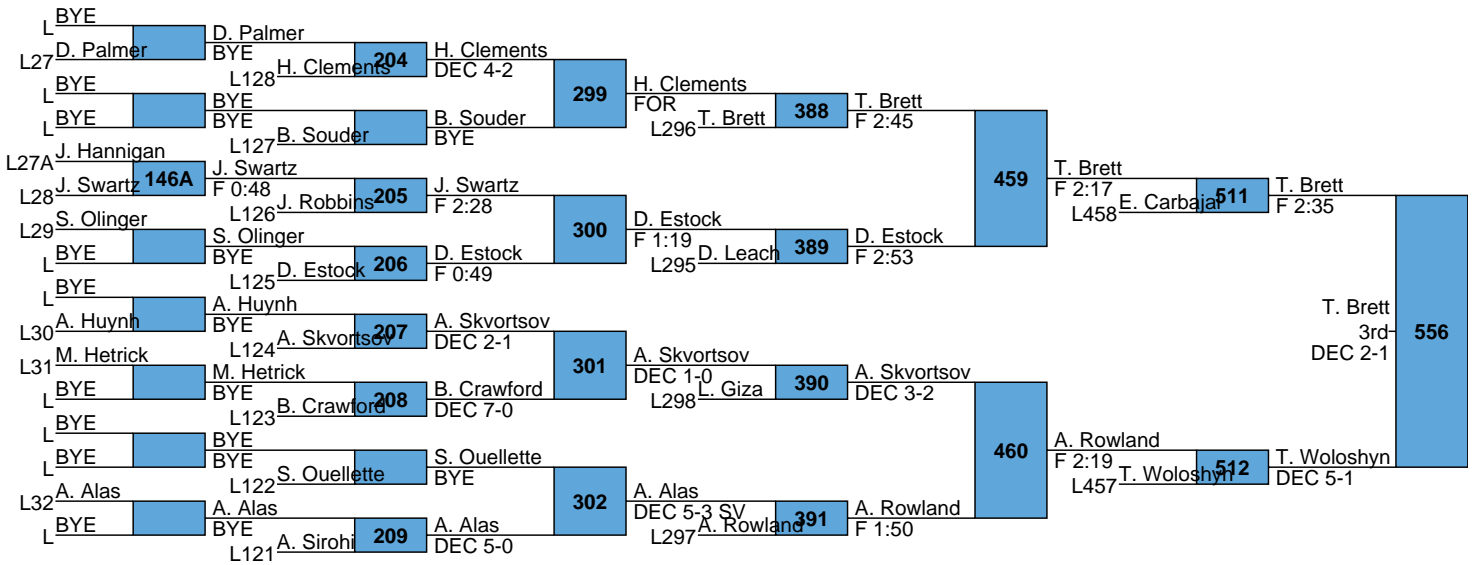 BYE
L
D. Palmer
L27
D. Palmer
BYE
204
H. Clements
L128
H. Clements
DEC 4-2
BYE
L
BYE
L
BYE
BYE
B. Souder
L127
B. Souder
BYE
299
H. Clements
FOR
T. Brett
L296
388
T. Brett
F 2:45
J. Hannigan
L27A
J. Swartz
L28
146A
J. Swartz
F 0:48
J. Robbins
L126
205
J. Swartz
F 2:28
S. Olinger
L29
BYE
L
S. Olinger
BYE
D. Estock
L125
206
D. Estock
F 0:49
300
D. Estock
F 1:19
D. Leach
L295
389
D. Estock
F 2:53
459
T. Brett
F 2:17
E. Carbajal
L458
511
T. Brett
F 2:35
BYE
L
A. Huynh
L30
A. Huynh
BYE
A. Skvortsov
L124
207
A. Skvortsov
DEC 2-1
M. Hetrick
L31
BYE
L
M. Hetrick
BYE
B. Crawford
L123
208
B. Crawford
DEC 7-0
301
A. Skvortsov
DEC 1-0
L. Giza
L298
390
A. Skvortsov
DEC 3-2
BYE
L
BYE
L
BYE
BYE
S. Ouellette
L122
S. Ouellette
BYE
A. Alas
L32
BYE
L
A. Alas
BYE
A. Sirohi
L121
209
A. Alas
DEC 5-0
302
A. Alas
DEC 5-3 SV
A. Rowland
L297
391
A. Rowland
F 1:50
460
A. Rowland
F 2:19
T. Woloshyn
L457
512
T. Woloshyn
DEC 5-1
556
T. Brett
3rd
DEC 2-1